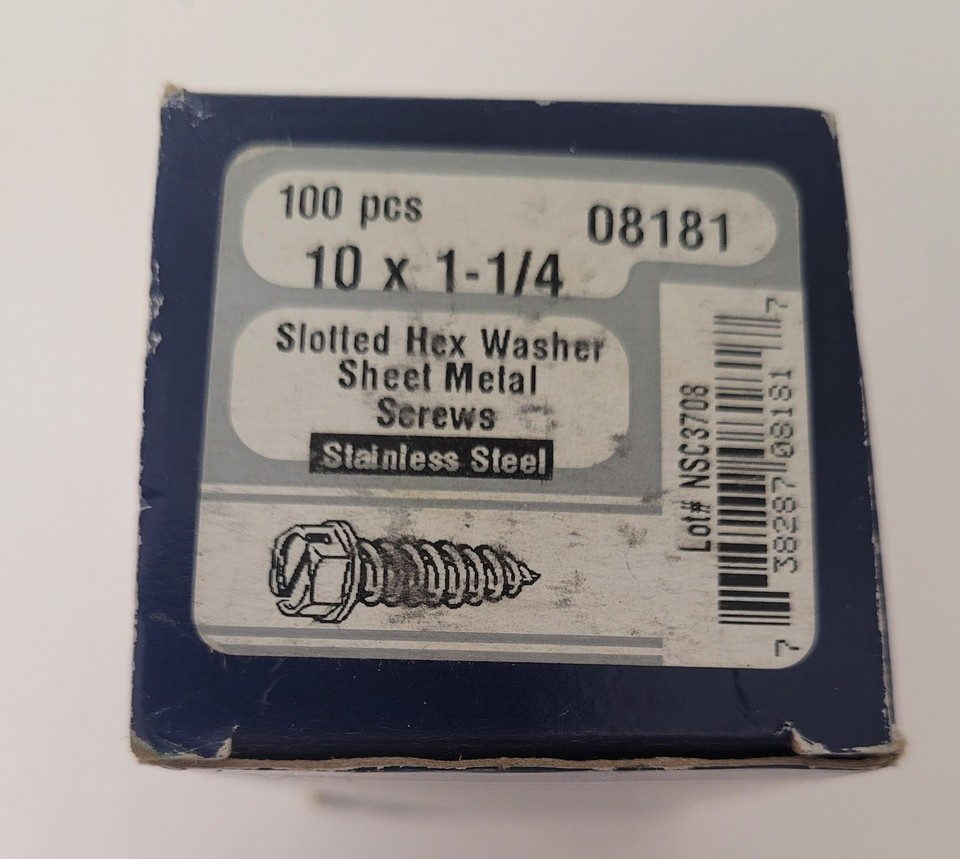 100 pcs
08181
10 x 1-1/4
Slotted Hex Washer
Sheet Metal
Screws
Stainless Steel
Lot# NSC3708
7 38287 08181 7